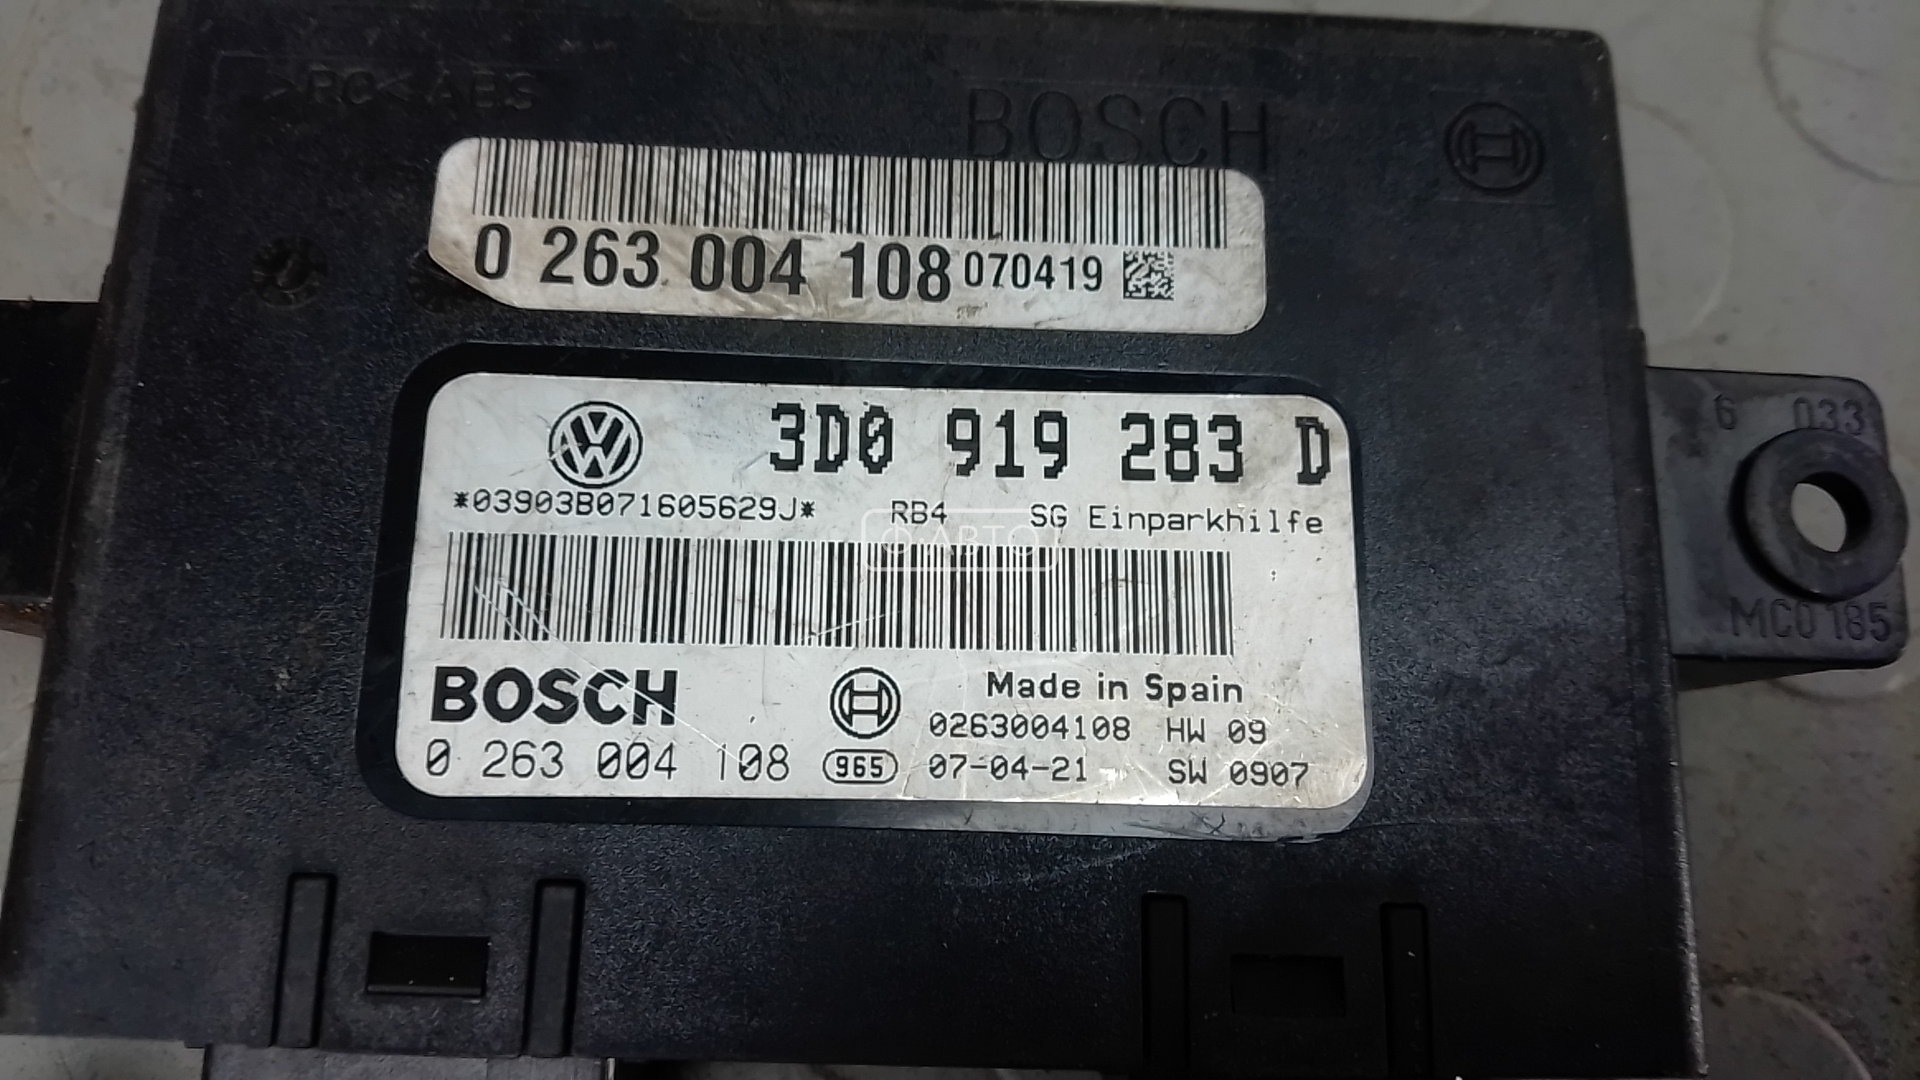 >PC<ABS
BOSCH
0 263 004 108 070419
3D0 919 283 D
*03903B071605629J* RB4 SG Einparkhilfe
АВТО
BOSCH
Made in Spain
0263004108 HW 09
0 263 004 108 965 07-04-21 SW 0907
6 033
MC0 185